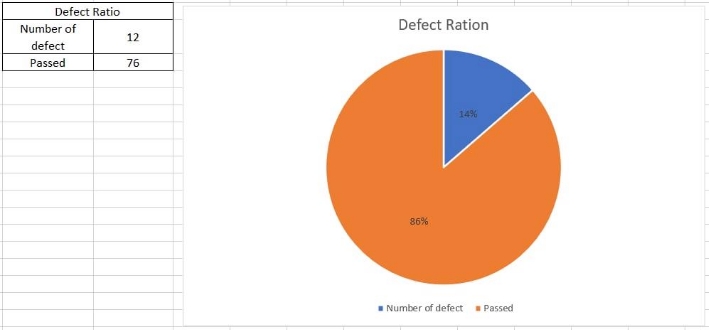 Defect Ratio
Number of
defect
12
Passed
76
Defect Ration
14%
86%
Number of defect
Passed